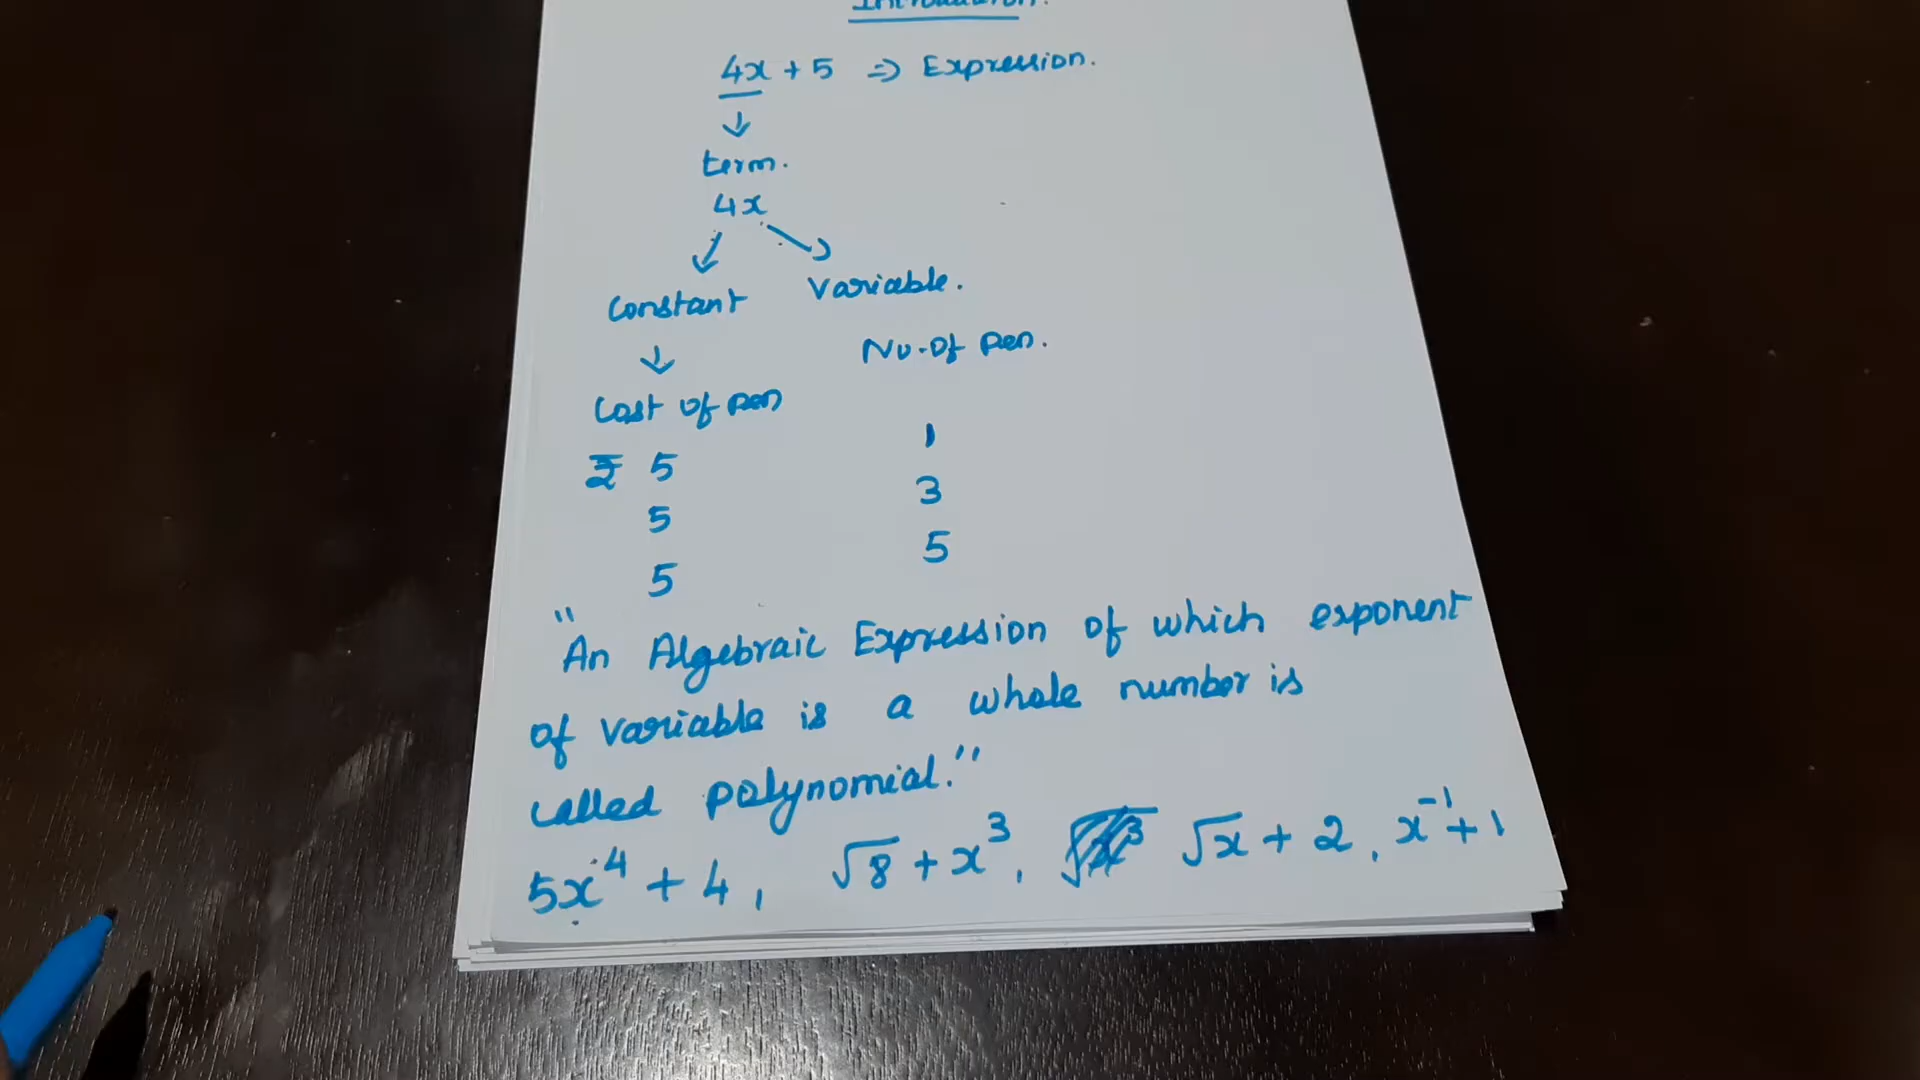 Introduction.
4x + 5 ⇒ Expression.
↓
term.
4x
Constant Variable.
↓ No. Of Pen.
Cost Of Pen
₹ 5 1
5 3
5 5
"An Algebraic Expression Of which exponent
Of variable is a whole number is
called polynomial."
5x⁴ + 4, √8 + x³, √x + 2, x⁻¹ + 1